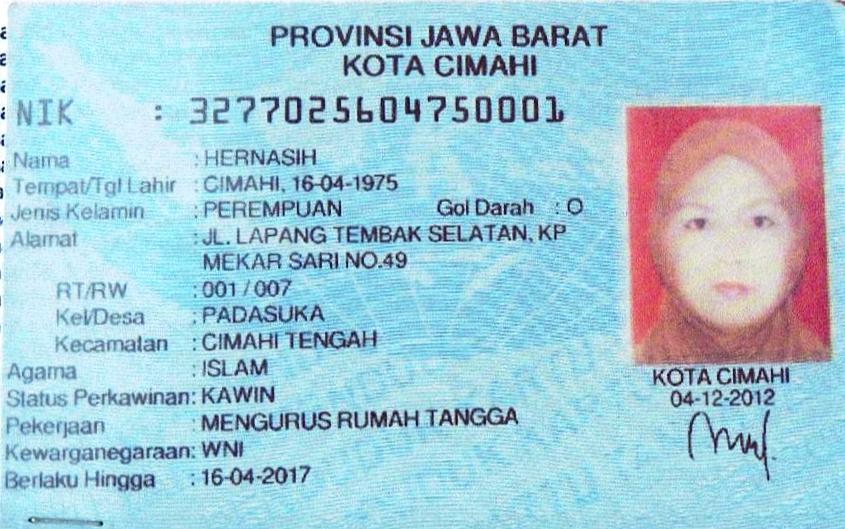 PROVINSI JAWA BARAT
KOTA CIMAHI
NIK : 3277025604750001
Nama : HERNASIH
Tempat/Tgl Lahir : CIMAHI, 16-04-1975
Jenis Kelamin : PEREMPUAN Gol Darah : O
Alamat : JL. LAPANG TEMBAK SELATAN, KP
MEKAR SARI NO.49
RT/RW : 001 / 007
Kel/Desa : PADASUKA
Kecamatan : CIMAHI TENGAH
Agama : ISLAM
Status Perkawinan: KAWIN
Pekerjaan : MENGURUS RUMAH TANGGA
Kewarganegaraan: WNI
Berlaku Hingga : 16-04-2017
KOTA CIMAHI
04-12-2012